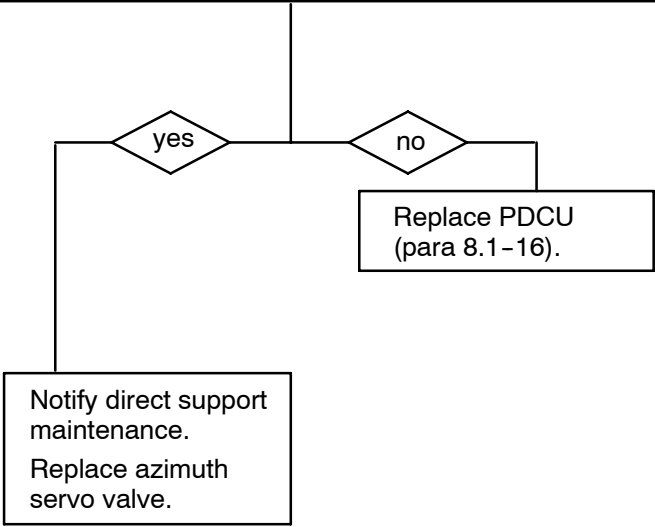 yes
no
Replace PDCU
(para 8.1–16).
Notify direct support
maintenance.
Replace azimuth
servo valve.